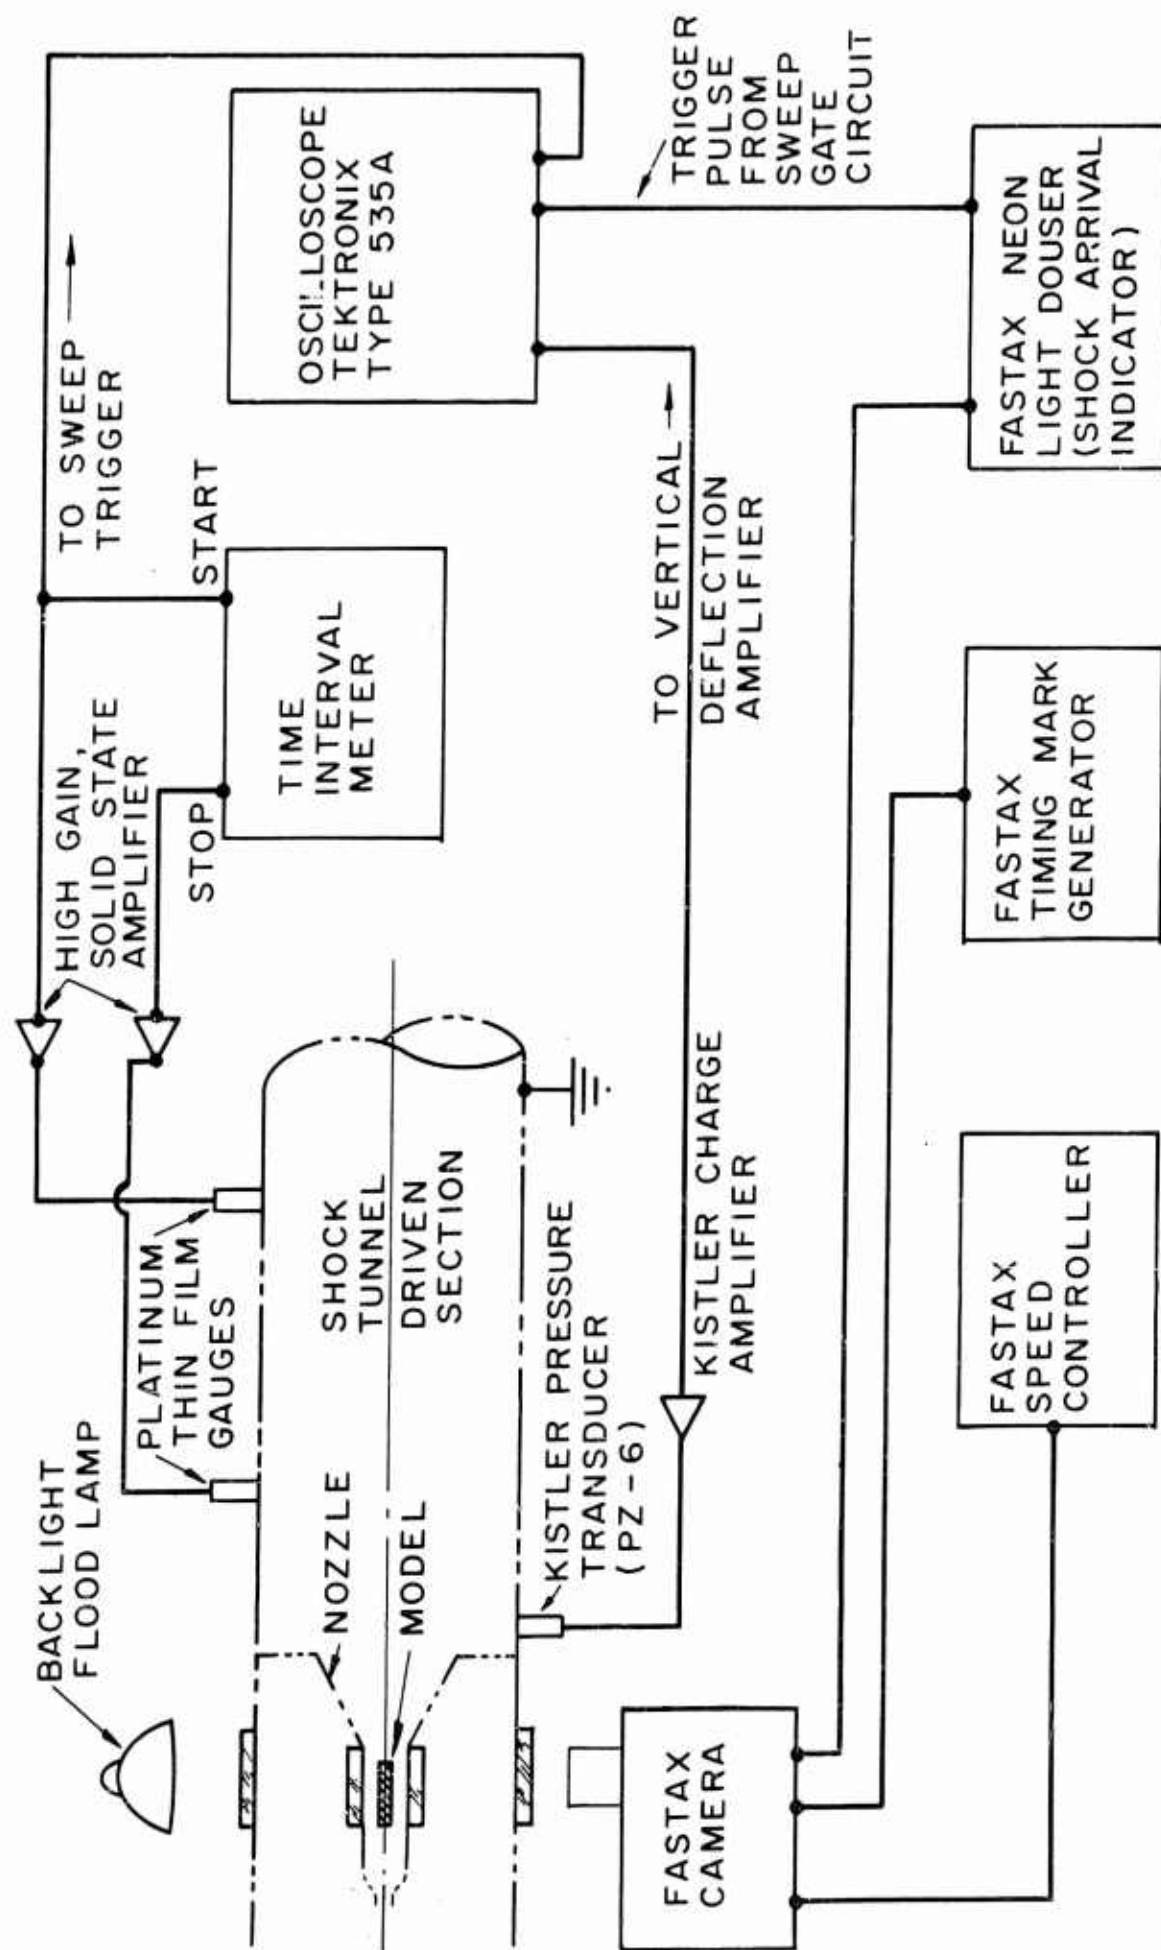 BACKLIGHT
FLOOD LAMP
PLATINUM
THIN FILM
GAUGES
HIGH GAIN,
SOLID STATE
AMPLIFIER
TO SWEEP
TRIGGER
STOP
START
TIME
INTERVAL
METER
OSCILLOSCOPE
TEKTRONIX
TYPE 535A
NOZZLE
MODEL
SHOCK
TUNNEL
DRIVEN
SECTION
KISTLER PRESSURE
TRANSDUCER
(PZ-6)
KISTLER CHARGE
AMPLIFIER
TO VERTICAL
DEFLECTION
AMPLIFIER
TRIGGER
PULSE
FROM
SWEEP
GATE
CIRCUIT
FASTAX
CAMERA
FASTAX
SPEED
CONTROLLER
FASTAX
TIMING MARK
GENERATOR
FASTAX NEON
LIGHT DOUSER
(SHOCK ARRIVAL
INDICATOR)